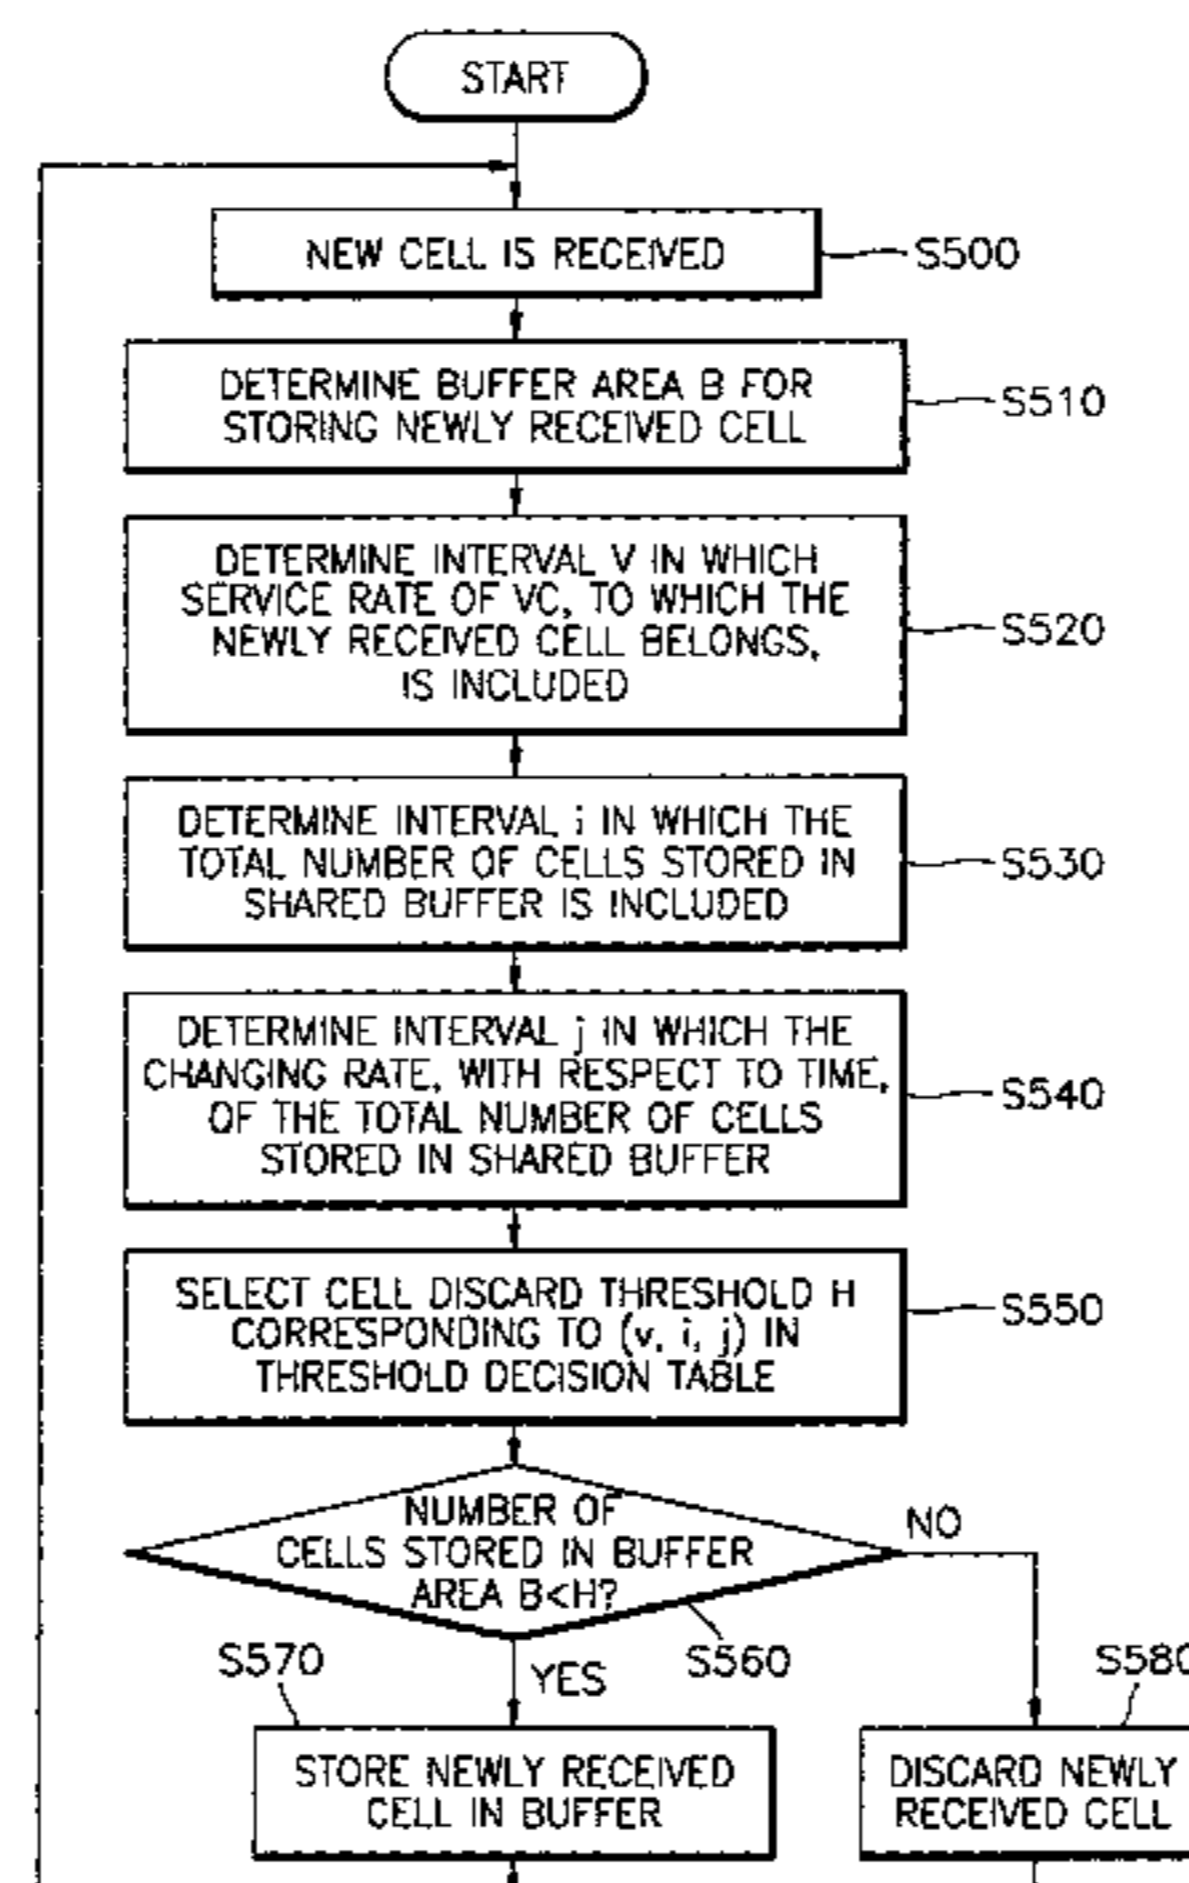 START
NEW CELL IS RECEIVED
S500
DETERMINE BUFFER AREA B FOR
STORING NEWLY RECEIVED CELL
S510
DETERMINE INTERVAL V IN WHICH
SERVICE RATE OF VC, TO WHICH THE
NEWLY RECEIVED CELL BELONGS,
IS INCLUDED
S520
DETERMINE INTERVAL i IN WHICH THE
TOTAL NUMBER OF CELLS STORED IN
SHARED BUFFER IS INCLUDED
S530
DETERMINE INTERVAL j IN WHICH THE
CHANGING RATE, WITH RESPECT TO TIME,
OF THE TOTAL NUMBER OF CELLS
STORED IN SHARED BUFFER
S540
SELECT CELL DISCARD THRESHOLD H
CORRESPONDING TO (v, i, j) IN
THRESHOLD DECISION TABLE
S550
NUMBER OF
CELLS STORED IN BUFFER
AREA B<H?
NO
S560
YES
S570
STORE NEWLY RECEIVED
CELL IN BUFFER
S580
DISCARD NEWLY
RECEIVED CELL